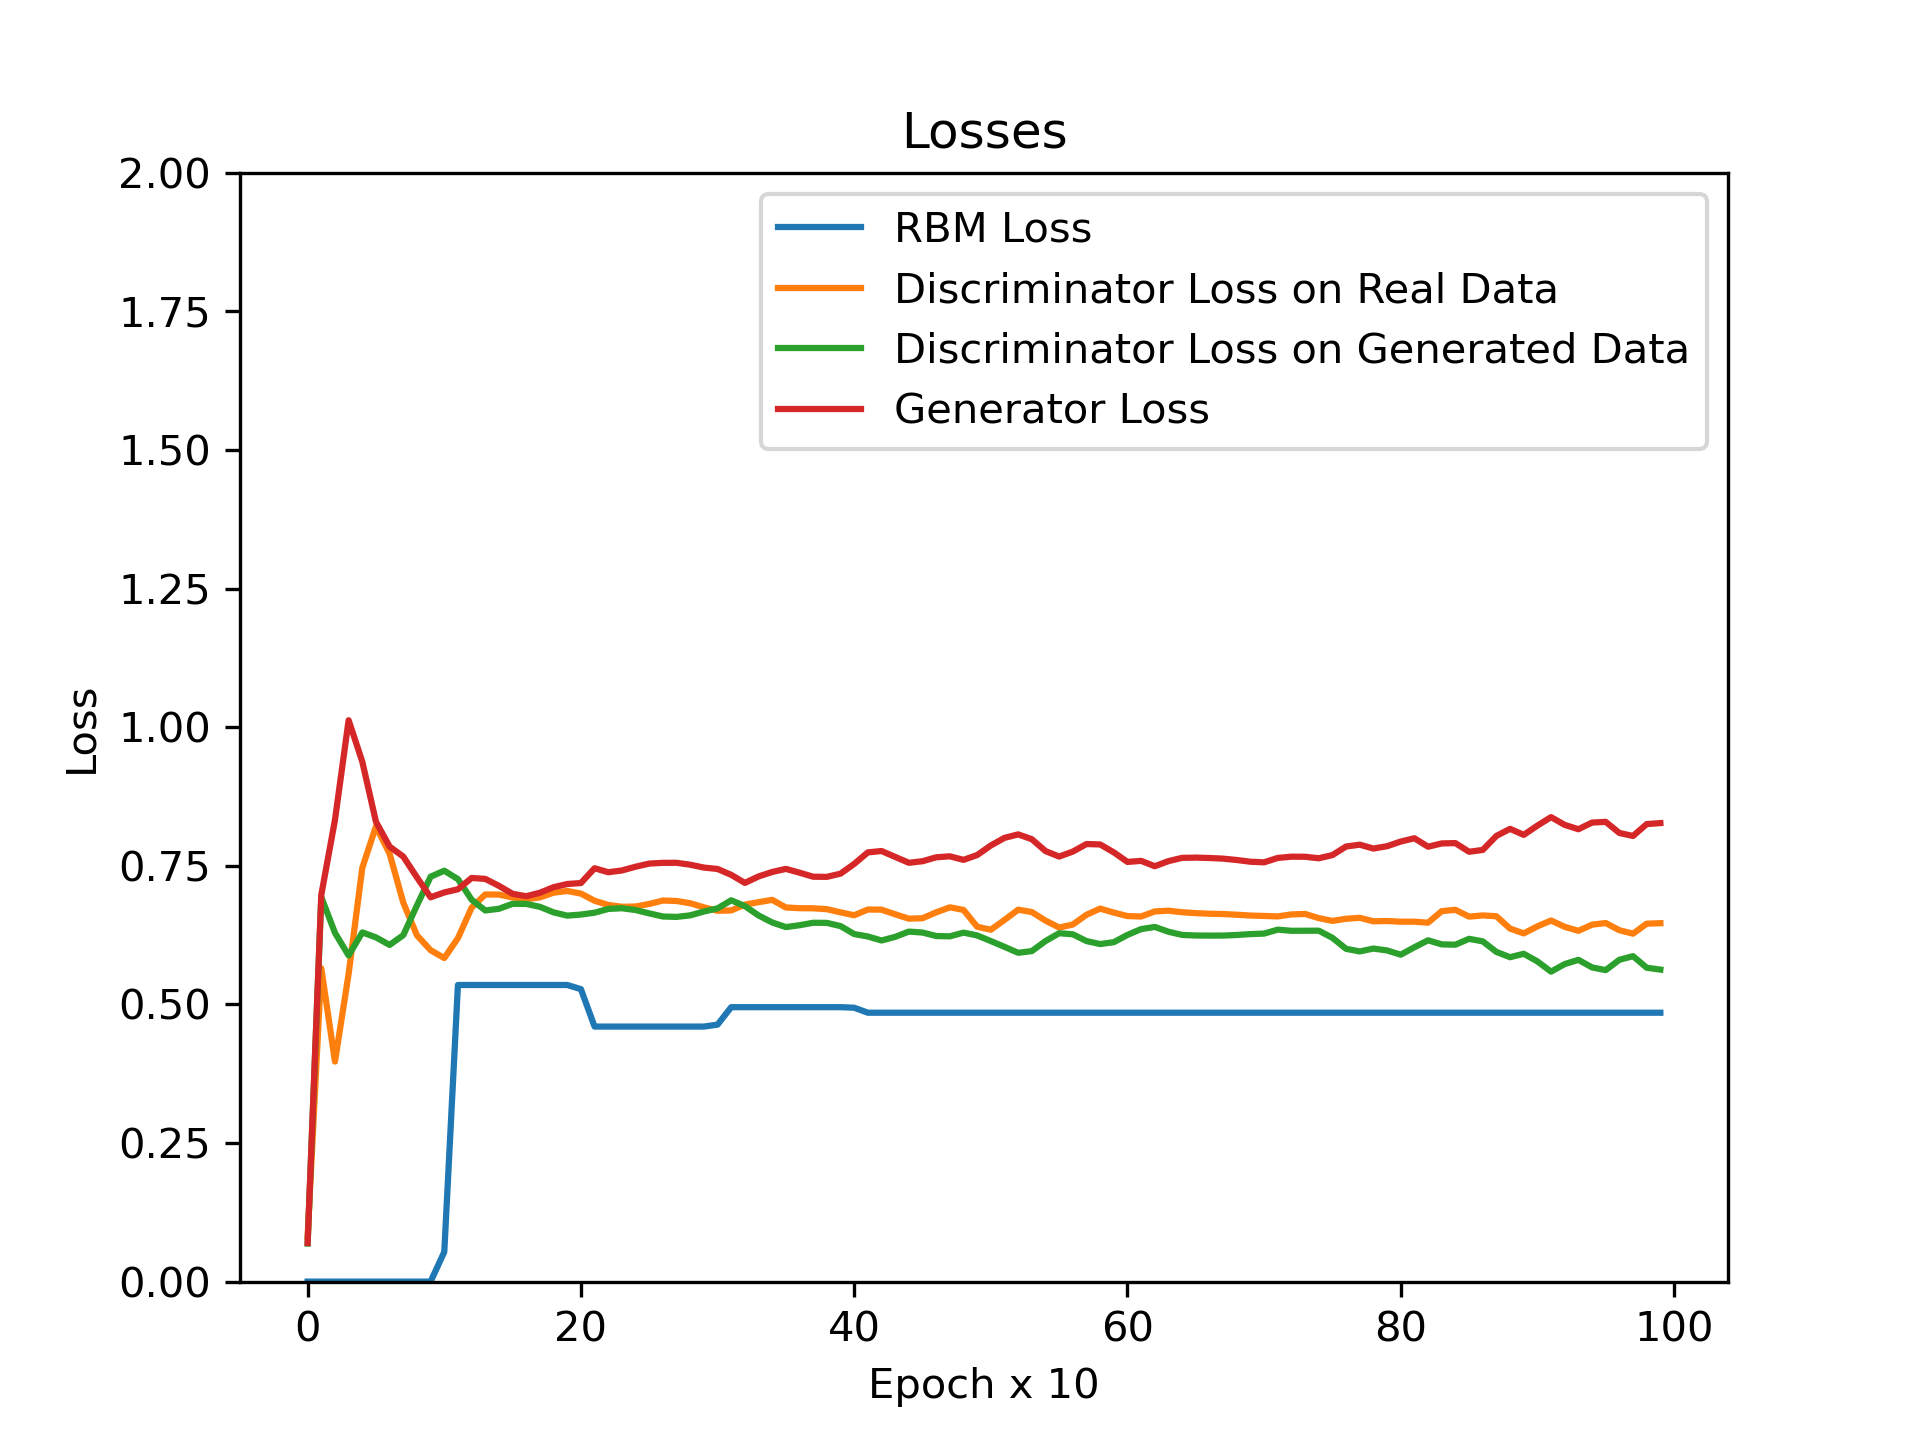 Losses
2.00
1.75
1.50
1.25
1.00
0.75
0.50
0.25
0.00
Loss
RBM Loss
Discriminator Loss on Real Data
Discriminator Loss on Generated Data
Generator Loss
0 20 40 60 80 100
Epoch x 10